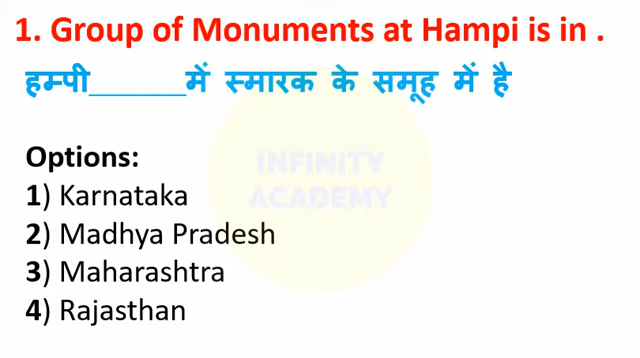 1. Group of Monuments at Hampi is in .
हम्पी______में स्मारक के समूह में है
INFINITY
ACADEMY
Options:
1) Karnataka
2) Madhya Pradesh
3) Maharashtra
4) Rajasthan